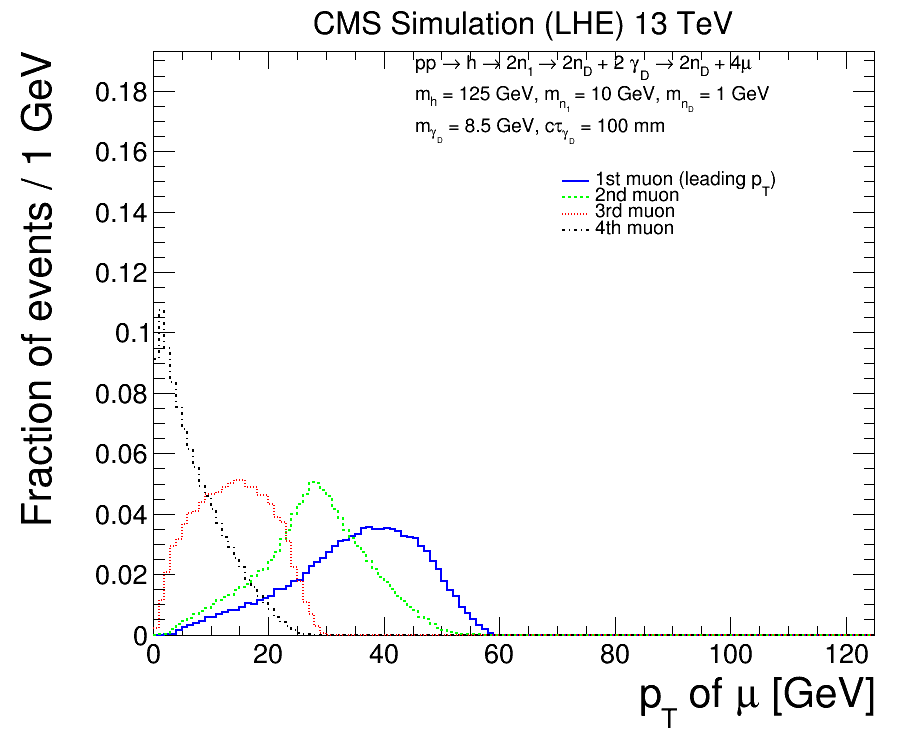 CMS Simulation (LHE) 13 TeV
Fraction of events / 1 GeV
pp → h → 2n₁ → 2n_D + 2 γ_D → 2n_D + 4μ
m_h = 125 GeV, m_n₁ = 10 GeV, m_n_D = 1 GeV
m_γ_D = 8.5 GeV, cτ_γ_D = 100 mm
1st muon (leading p_T)
2nd muon
3rd muon
4th muon
0.18
0.16
0.14
0.12
0.1
0.08
0.06
0.04
0.02
0
0 20 40 60 80 100 120
p_T of μ [GeV]